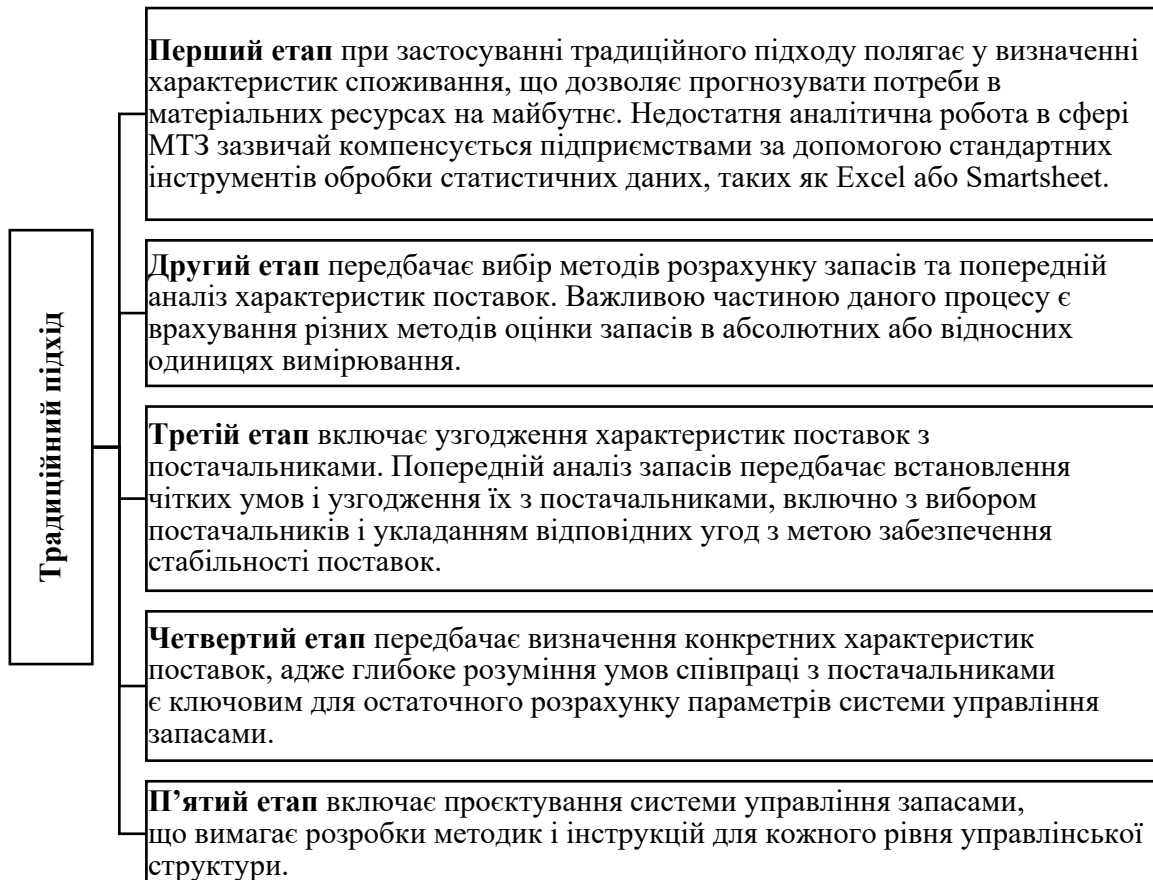 Традиційний підхід
Перший етап при застосуванні традиційного підходу полягає у визначенні
характеристик споживання, що дозволяє прогнозувати потреби в
матеріальних ресурсах на майбутнє. Недостатня аналітична робота в сфері
МТЗ зазвичай компенсується підприємствами за допомогою стандартних
інструментів обробки статистичних даних, таких як Excel або Smartsheet.
Другий етап передбачає вибір методів розрахунку запасів та попередній
аналіз характеристик поставок. Важливою частиною даного процесу є
врахування різних методів оцінки запасів в абсолютних або відносних
одиницях вимірювання.
Третій етап включає узгодження характеристик поставок з
постачальниками. Попередній аналіз запасів передбачає встановлення
чітких умов і узгодження їх з постачальниками, включно з вибором
постачальників і укладанням відповідних угод з метою забезпечення
стабільності поставок.
Четвертий етап передбачає визначення конкретних характеристик
поставок, адже глибоке розуміння умов співпраці з постачальниками
є ключовим для остаточного розрахунку параметрів системи управління
запасами.
П’ятий етап включає проєктування системи управління запасами,
що вимагає розробки методик і інструкцій для кожного рівня управлінської
структури.